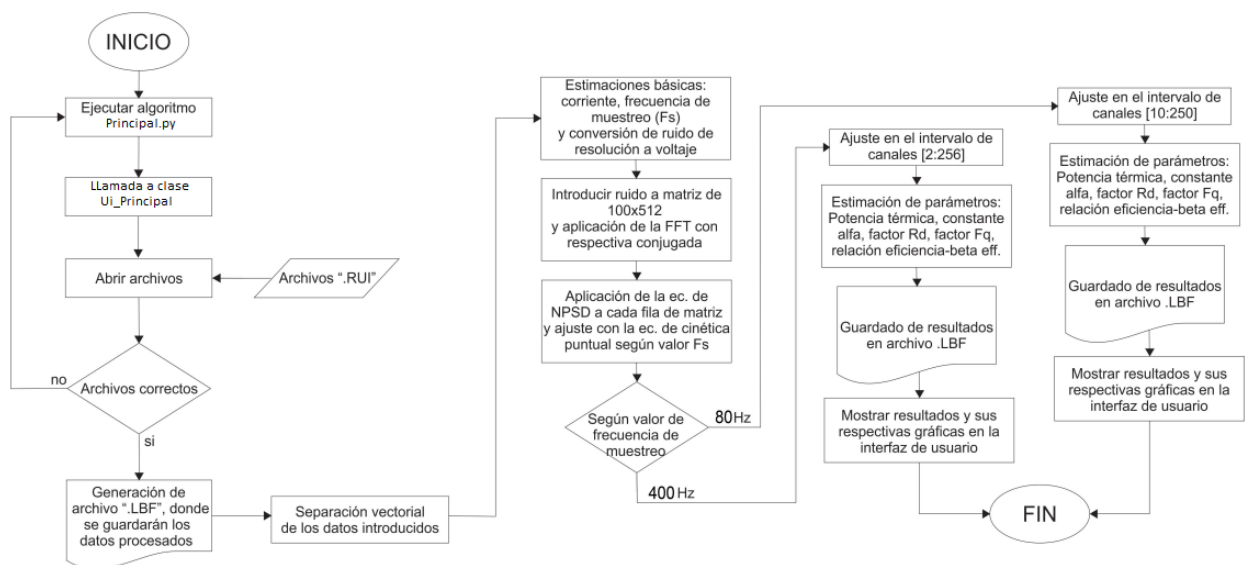 INICIO
Ejecutar algoritmo
Principal.py
LLamada a clase
Ui_Principal
Abrir archivos
Archivos “.RUI”
Archivos correctos
no
si
Generación de
archivo “.LBF”, donde
se guardarán los
datos procesados
Separación vectorial
de los datos introducidos
Estimaciones básicas:
corriente, frecuencia de
muestreo (Fs)
y conversión de ruido de
resolución a voltaje
Introducir ruido a matriz de
100x512
y aplicación de la FFT con
respectiva conjugada
Aplicación de la ec. de
NPSD a cada fila de matriz
y ajuste con la ec. de cinética
puntual según valor Fs
Según valor de
frecuencia de
muestreo
80Hz
400 Hz
Ajuste en el intervalo de
canales [2:256]
Estimación de parámetros:
Potencia térmica, constante
alfa, factor Rd, factor Fq,
relación eficiencia-beta eff.
Guardado de resultados
en archivo .LBF
Mostrar resultados y sus
respectivas gráficas en la
interfaz de usuario
Ajuste en el intervalo de
canales [10:250]
Estimación de parámetros:
Potencia térmica, constante
alfa, factor Rd, factor Fq,
relación eficiencia-beta eff.
Guardado de resultados
en archivo .LBF
Mostrar resultados y sus
respectivas gráficas en la
interfaz de usuario
FIN